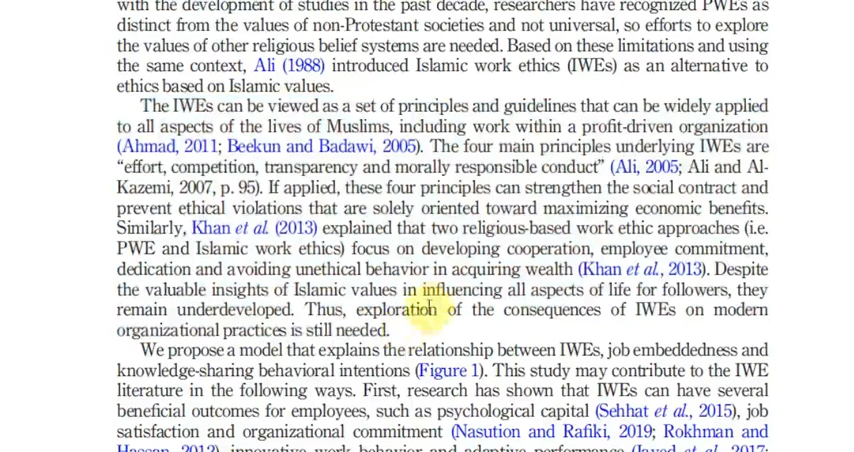 with the development of studies in the past decade, researchers have recognized PWEs as
distinct from the values of non-Protestant societies and not universal, so efforts to explore
the values of other religious belief systems are needed. Based on these limitations and using
the same context, Ali (1988) introduced Islamic work ethics (IWEs) as an alternative to
ethics based on Islamic values.
The IWEs can be viewed as a set of principles and guidelines that can be widely applied
to all aspects of the lives of Muslims, including work within a profit-driven organization
(Ahmad, 2011; Beekun and Badawi, 2005). The four main principles underlying IWEs are
“effort, competition, transparency and morally responsible conduct” (Ali, 2005; Ali and Al-
Kazemi, 2007, p. 95). If applied, these four principles can strengthen the social contract and
prevent ethical violations that are solely oriented toward maximizing economic benefits.
Similarly, Khan et al. (2013) explained that two religious-based work ethic approaches (i.e.
PWE and Islamic work ethics) focus on developing cooperation, employee commitment,
dedication and avoiding unethical behavior in acquiring wealth (Khan et al., 2013). Despite
the valuable insights of Islamic values in influencing all aspects of life for followers, they
remain underdeveloped. Thus, exploration of the consequences of IWEs on modern
organizational practices is still needed.
We propose a model that explains the relationship between IWEs, job embeddedness and
knowledge-sharing behavioral intentions (Figure 1). This study may contribute to the IWE
literature in the following ways. First, research has shown that IWEs can have several
beneficial outcomes for employees, such as psychological capital (Sehhat et al., 2015), job
satisfaction and organizational commitment (Nasution and Rafiki, 2019; Rokhman and
Hassan, 2012), innovative work behavior and adaptive performance (Javed et al., 2017;